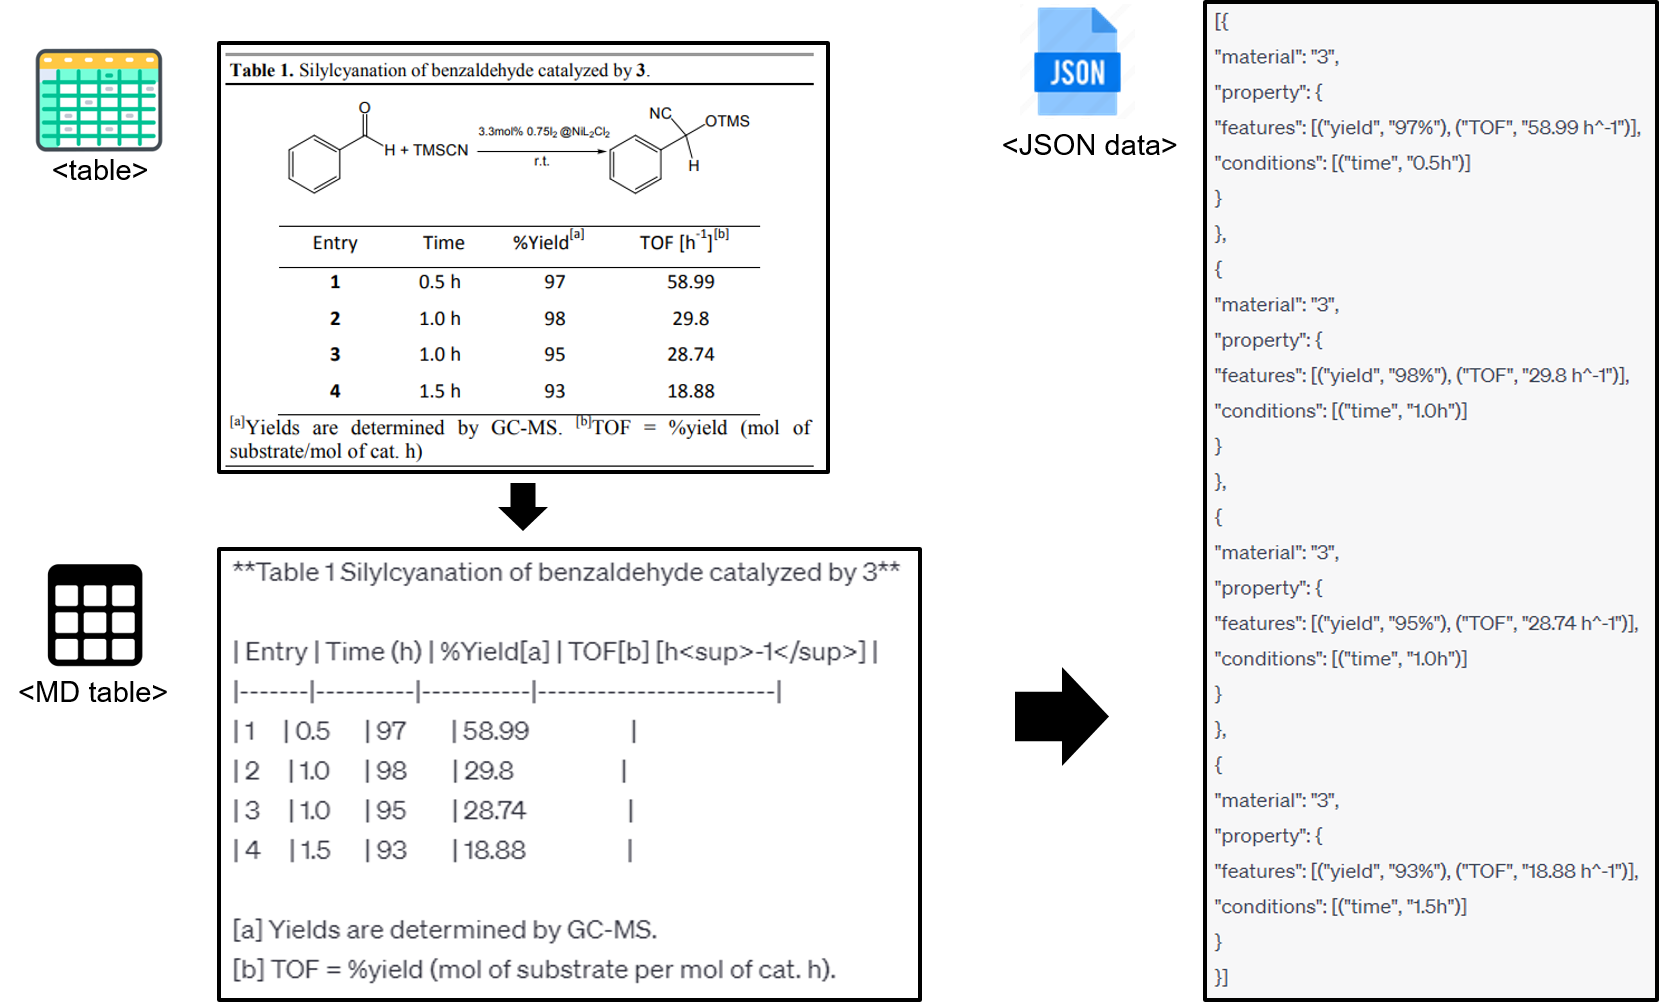 <table>
Table 1. Silylcyanation of benzaldehyde catalyzed by 3.
O
H + TMSCN
3.3mol% 0.75I2 @NiL2Cl2
r.t.
NC
OTMS
H
Entry Time %Yield[a] TOF [h-1][b]
1 0.5 h 97 58.99
2 1.0 h 98 29.8
3 1.0 h 95 28.74
4 1.5 h 93 18.88
[a]Yields are determined by GC-MS. [b]TOF = %yield (mol of
substrate/mol of cat. h)
<MD table>
**Table 1 Silylcyanation of benzaldehyde catalyzed by 3**
| Entry | Time (h) | %Yield[a] | TOF[b] [h<sup>-1</sup>] |
|-------|----------|-----------|------------------------|
| 1 | 0.5 | 97 | 58.99 |
| 2 | 1.0 | 98 | 29.8 |
| 3 | 1.0 | 95 | 28.74 |
| 4 | 1.5 | 93 | 18.88 |
[a] Yields are determined by GC-MS.
[b] TOF = %yield (mol of substrate per mol of cat. h).
JSON
<JSON data>
[{
"material": "3",
"property": {
"features": [("yield", "97%"), ("TOF", "58.99 h^-1")],
"conditions": [("time", "0.5h")]
}
},
{
"material": "3",
"property": {
"features": [("yield", "98%"), ("TOF", "29.8 h^-1")],
"conditions": [("time", "1.0h")]
}
},
{
"material": "3",
"property": {
"features": [("yield", "95%"), ("TOF", "28.74 h^-1")],
"conditions": [("time", "1.0h")]
}
},
{
"material": "3",
"property": {
"features": [("yield", "93%"), ("TOF", "18.88 h^-1")],
"conditions": [("time", "1.5h")]
}
}]